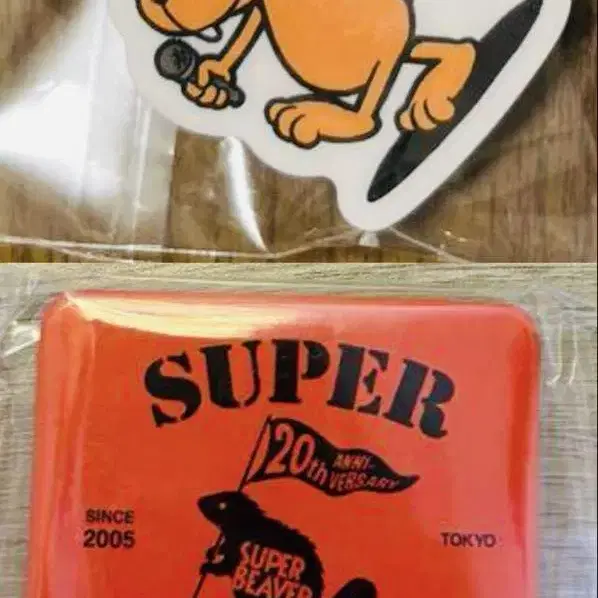 SUPER
20th ANNI-
VERSARY
SINCE
2005
TOKYO
SUPER
BEAVER